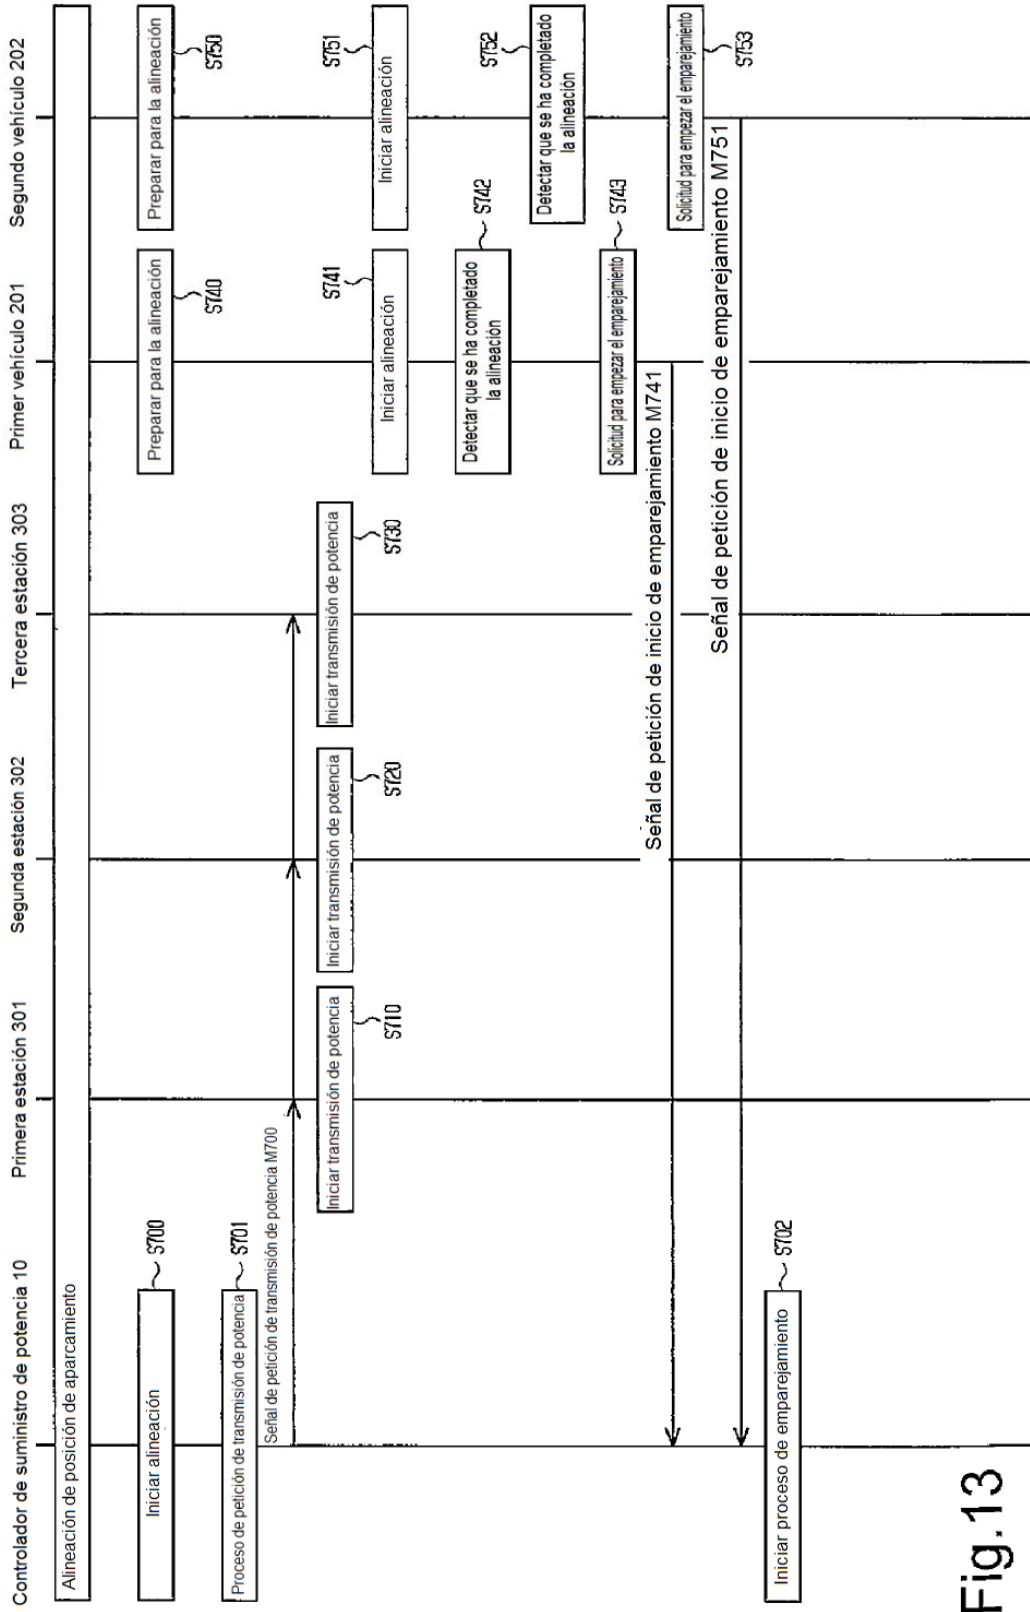 Controlador de suministro de potencia 10
Primera estación 301
Segunda estación 302
Tercera estación 303
Primer vehículo 201
Segundo vehículo 202
Alineación de posición de aparcamiento
Iniciar alineación
S700
Preparar para la alineación
S740
Preparar para la alineación
S750
Proceso de petición de transmisión de potencia
S701
Señal de petición de transmisión de potencia M700
Iniciar transmisión de potencia
S710
Iniciar transmisión de potencia
S720
Iniciar transmisión de potencia
S730
Iniciar alineación
S741
Iniciar alineación
S751
Detectar que se ha completado
la alineación
S742
Detectar que se ha completado
la alineación
S752
Solicitud para empezar el emparejamiento
S743
Señal de petición de inicio de emparejamiento M741
Solicitud para empezar el emparejamiento
S753
Señal de petición de inicio de emparejamiento M751
Iniciar proceso de emparejamiento
S702
Fig.13